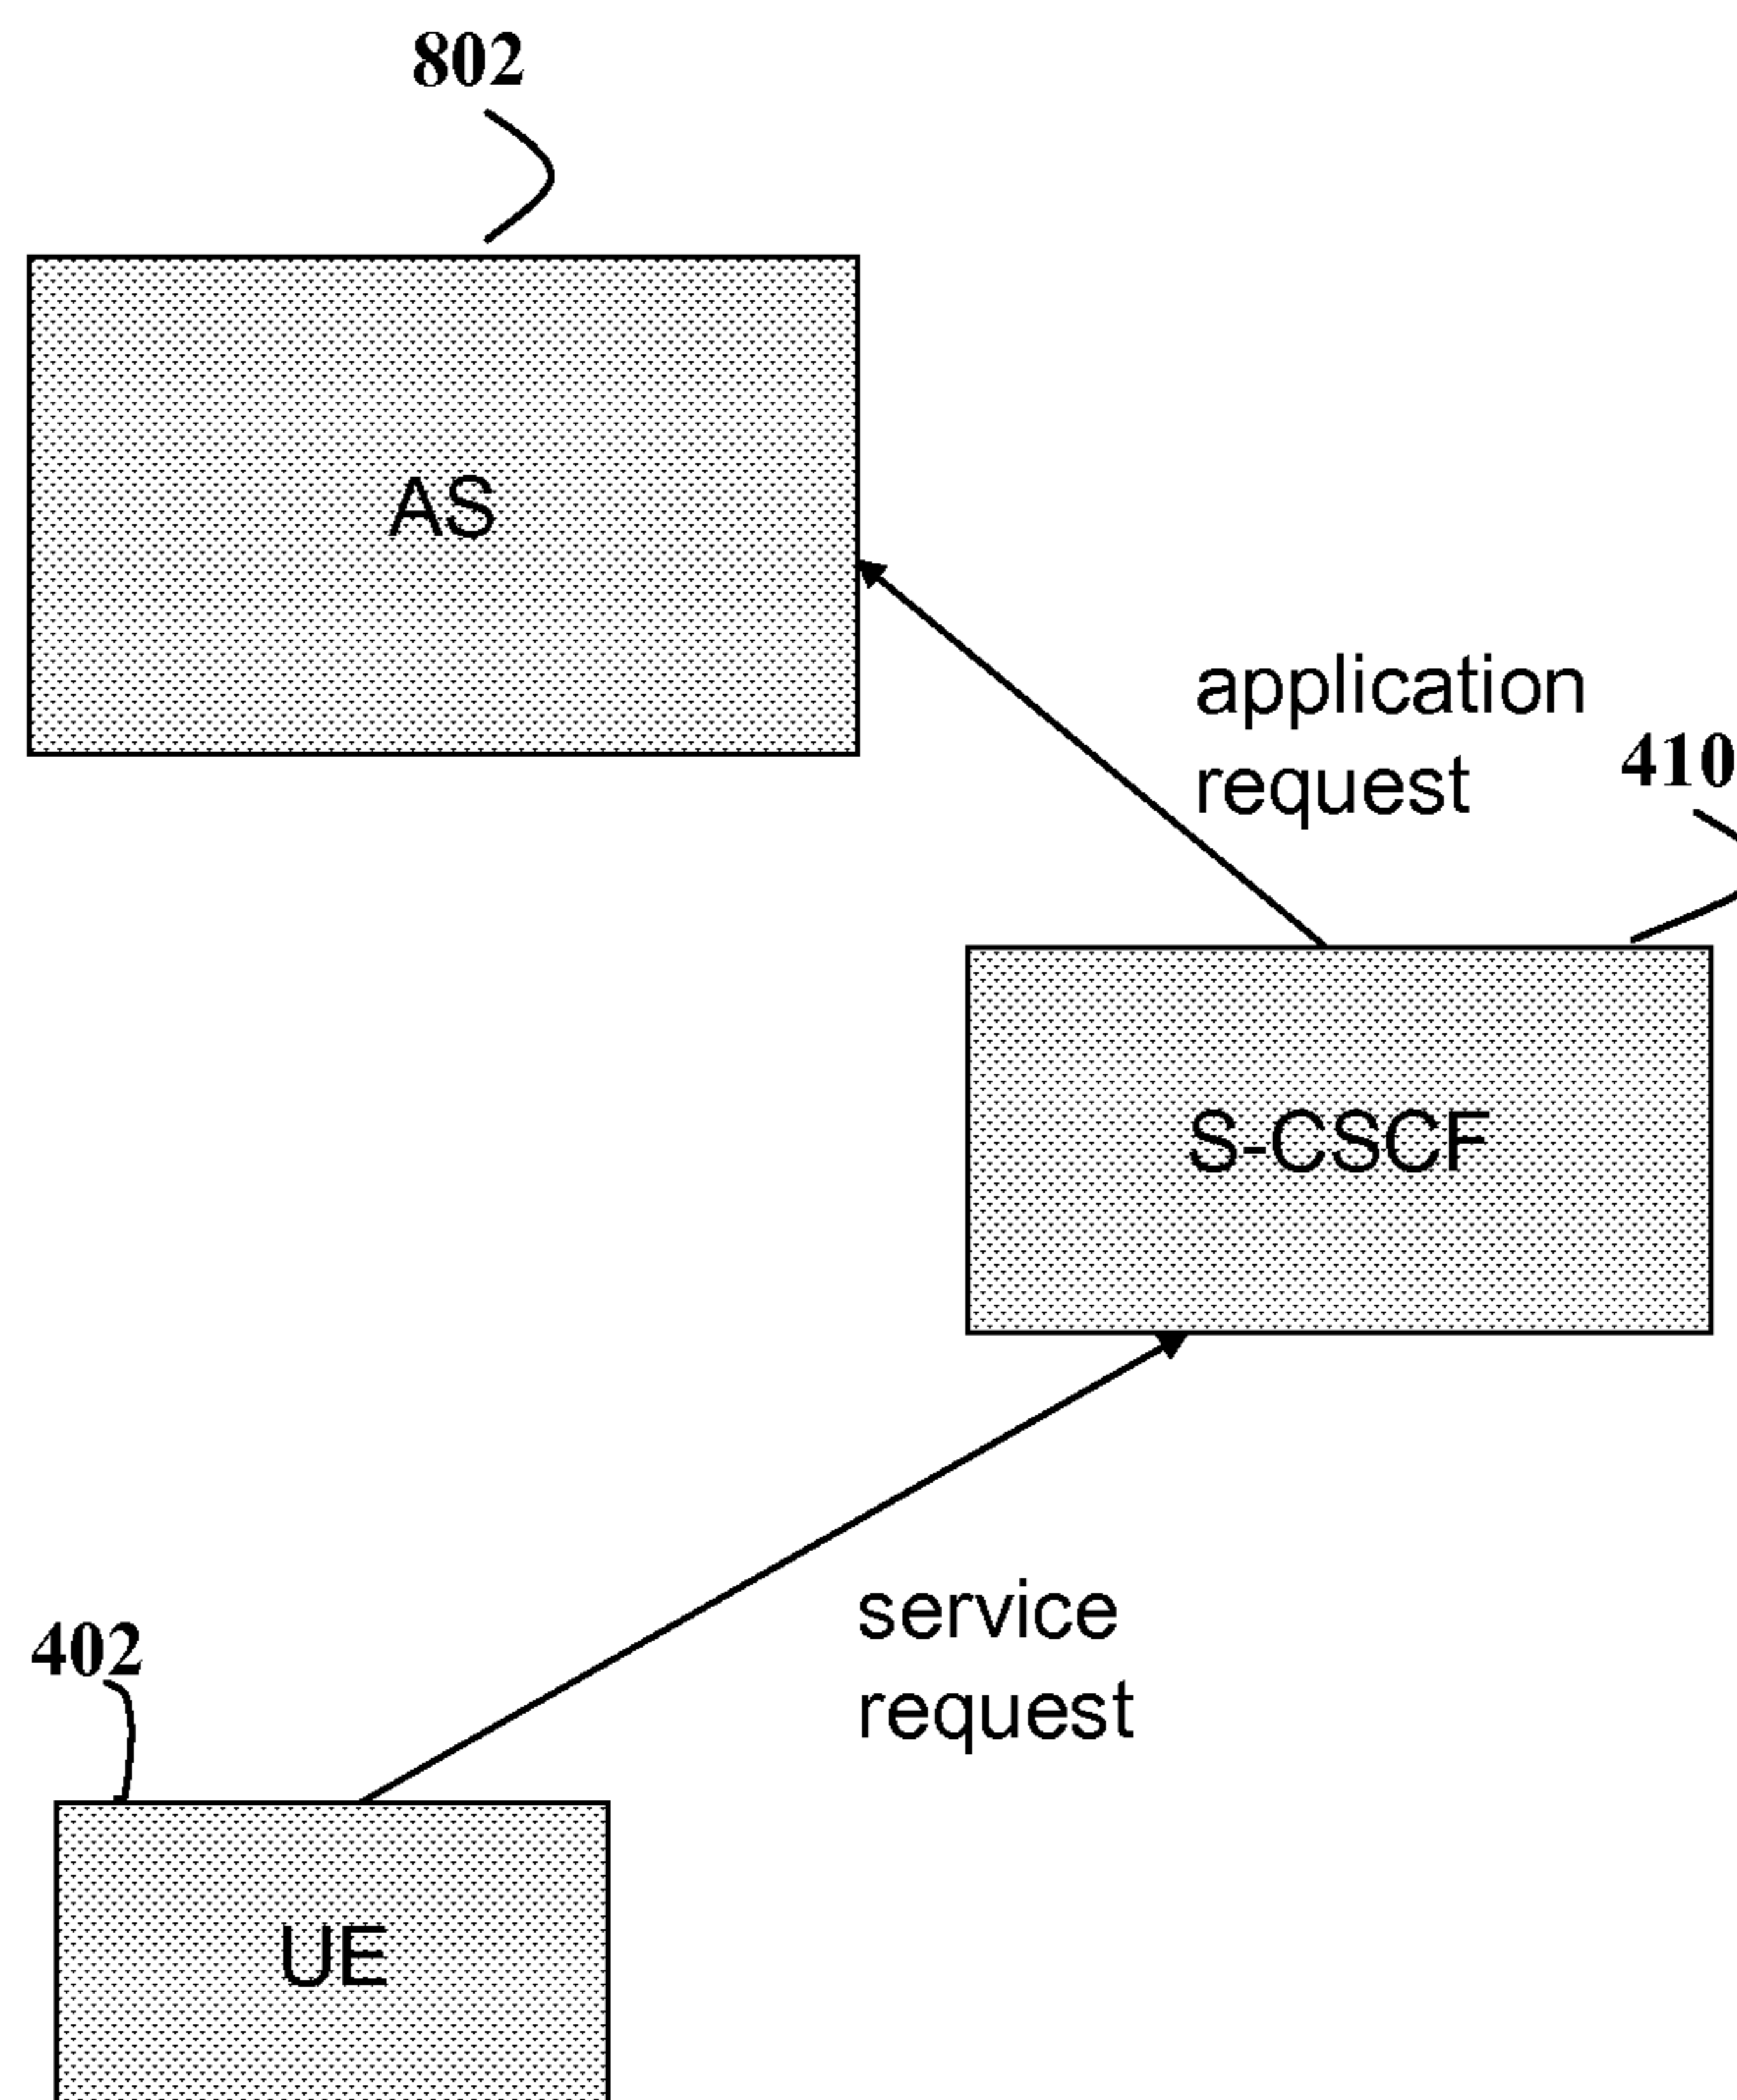 802
AS
application
request
410
S-CSCF
service
request
402
UE